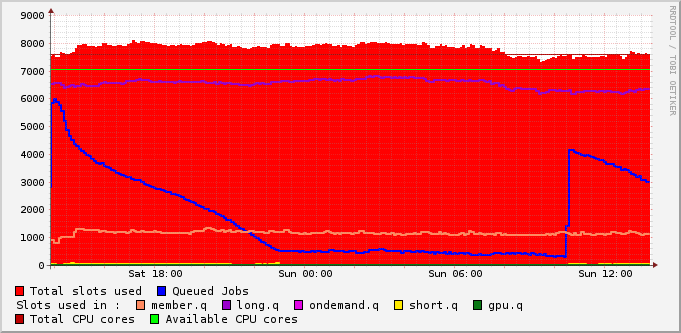 9000
8000
7000
6000
5000
4000
3000
2000
1000
0
Sat 18:00 Sun 00:00 Sun 06:00 Sun 12:00
RRDTOOL / TOBI OETIKER
Total slots used Queued Jobs
Slots used in : member.q long.q ondemand.q short.q gpu.q
Total CPU cores Available CPU cores